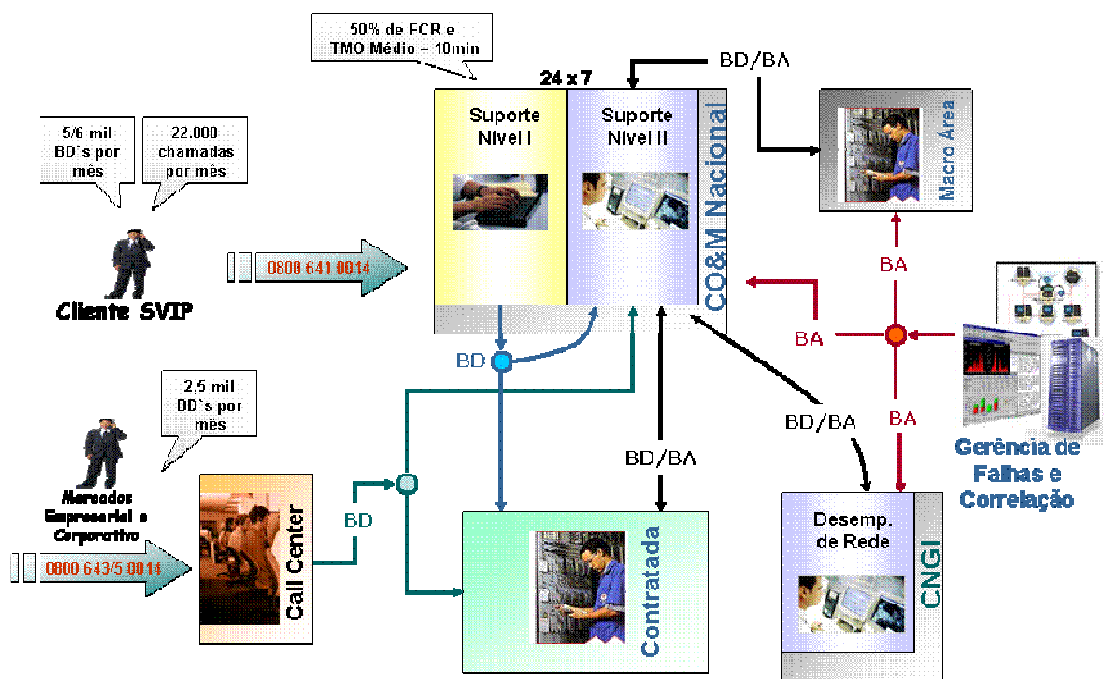 50% de FCR e
TMO Médio – 10min
24 x 7
BD/BA
5/6 mil
BD´s por
mês
22.000
chamadas
por mês
Suporte
Nível I
Suporte
Nível II
CO&M Nacional
Macro Área
0800 641 0014
Cliente SVIP
BA
BA
BD
2,5 mil
BD`s por
mês
BD/BA
BA
Gerência de
Falhas e
Correlação
BD/BA
Mercados
Empresarial e
Corporativo
BD
Desemp.
de Rede
CNGI
Call Center
Contratada
0800 643/5 0011